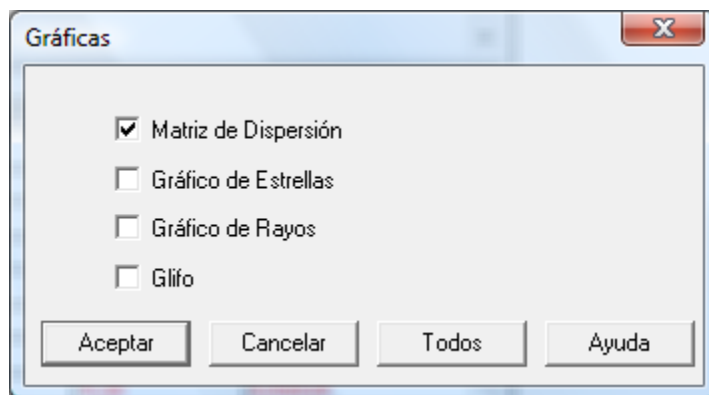 Gráficas
Matriz de Dispersión
Gráfico de Estrellas
Gráfico de Rayos
Glifo
Aceptar Cancelar Todos Ayuda